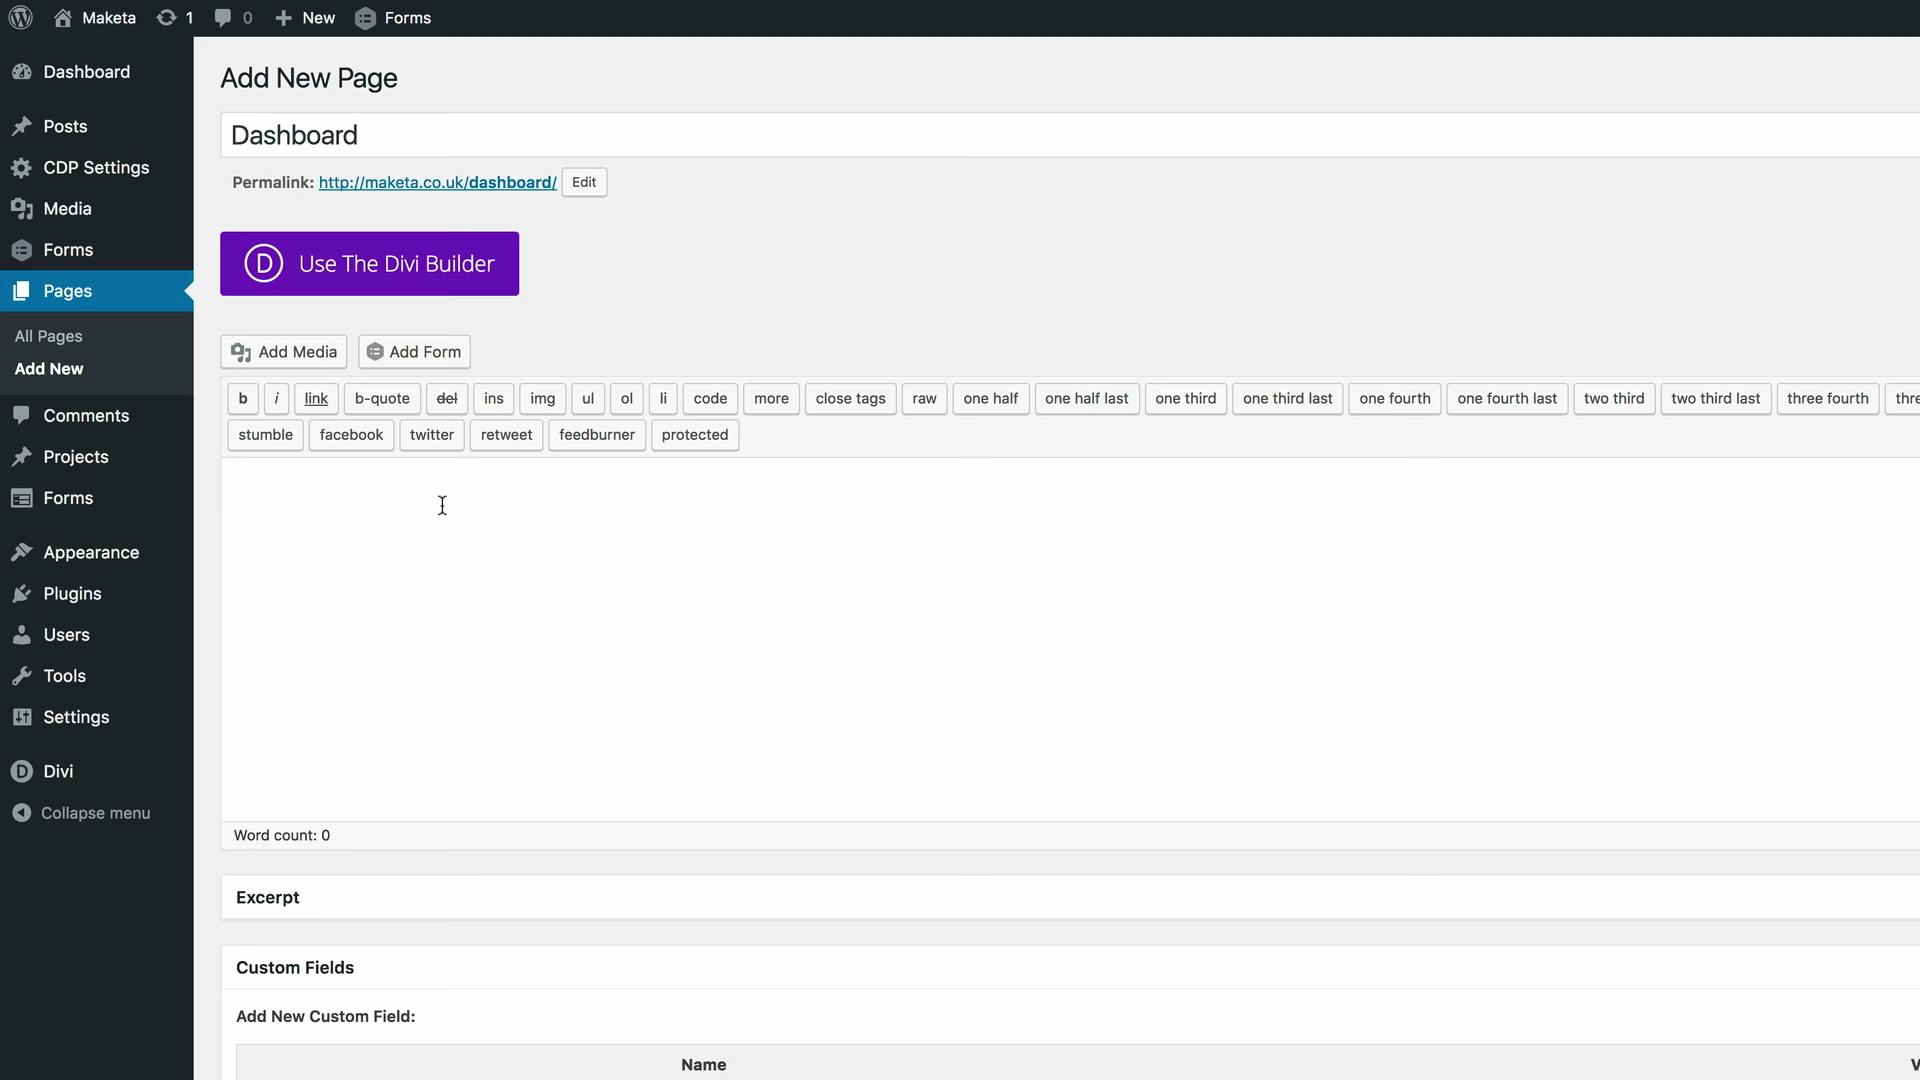 Maketa 1 0 New Forms
Dashboard
Posts
CDP Settings
Media
Forms
Pages
All Pages
Add New
Comments
Projects
Forms
Appearance
Plugins
Users
Tools
Settings
D Divi
Collapse menu
Add New Page
Dashboard
Permalink: http://maketa.co.uk/dashboard/ Edit
D Use The Divi Builder
Add Media Add Form
b i link b-quote del ins img ul ol li code more close tags raw one half one half last one third one third last one fourth one fourth last two third two third last three fourth thre
stumble facebook twitter retweet feedburner protected
Word count: 0
Excerpt
Custom Fields
Add New Custom Field:
Name V